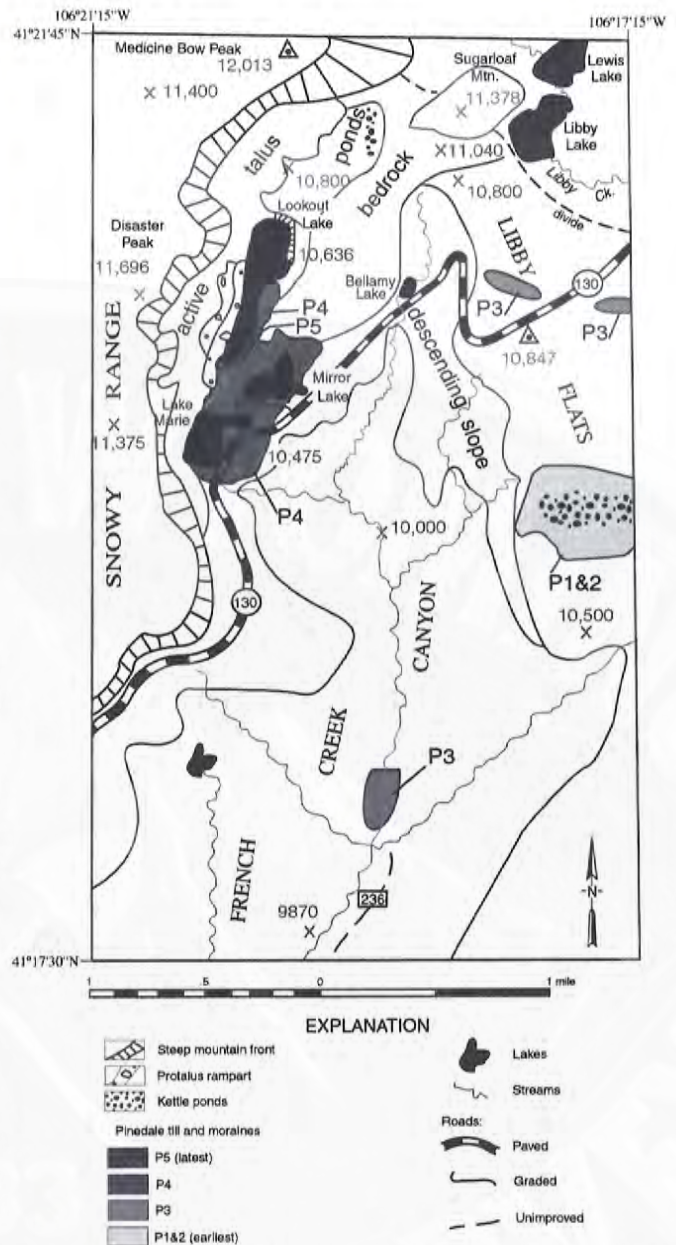 106°21'15"W
106°17'15"W
41°21'45"N
Medicine Bow Peak
12,013
11,400
Sugarloaf
Mtn.
11,378
Lewis
Lake
Libby
Lake
11.040
10,800
Libby
Ck.
divide
talus
ponds
10,800
bedrock
Lookout
Lake
10,636
Disaster
Peak
11,696
active
P4
P5
Bellamy
Lake
LIBBY
P3
130
P3
10,847
FLATS
descending slope
Mirror
Lake
Lake
Marie
11,375
10,475
P4
SNOWY RANGE
10,000
P1&2
10,500
130
CANYON
CREEK
P3
FRENCH
236
9870
-N-
41°17'30"N
1
.5
0
1 mile
EXPLANATION
Steep mountain front
Protalus rampart
Kettle ponds
Pinedale till and moraines
P5 (latest)
P4
P3
P1&2 (earliest)
Lakes
Streams
Roads:
Paved
Graded
Unimproved